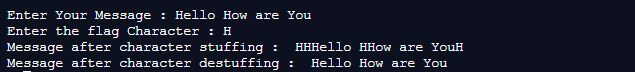 Enter Your Message : Hello How are You
Enter the flag Character : H
Message after character stuffing :  HHHello HHow are YouH
Message after character destuffing :  Hello How are You